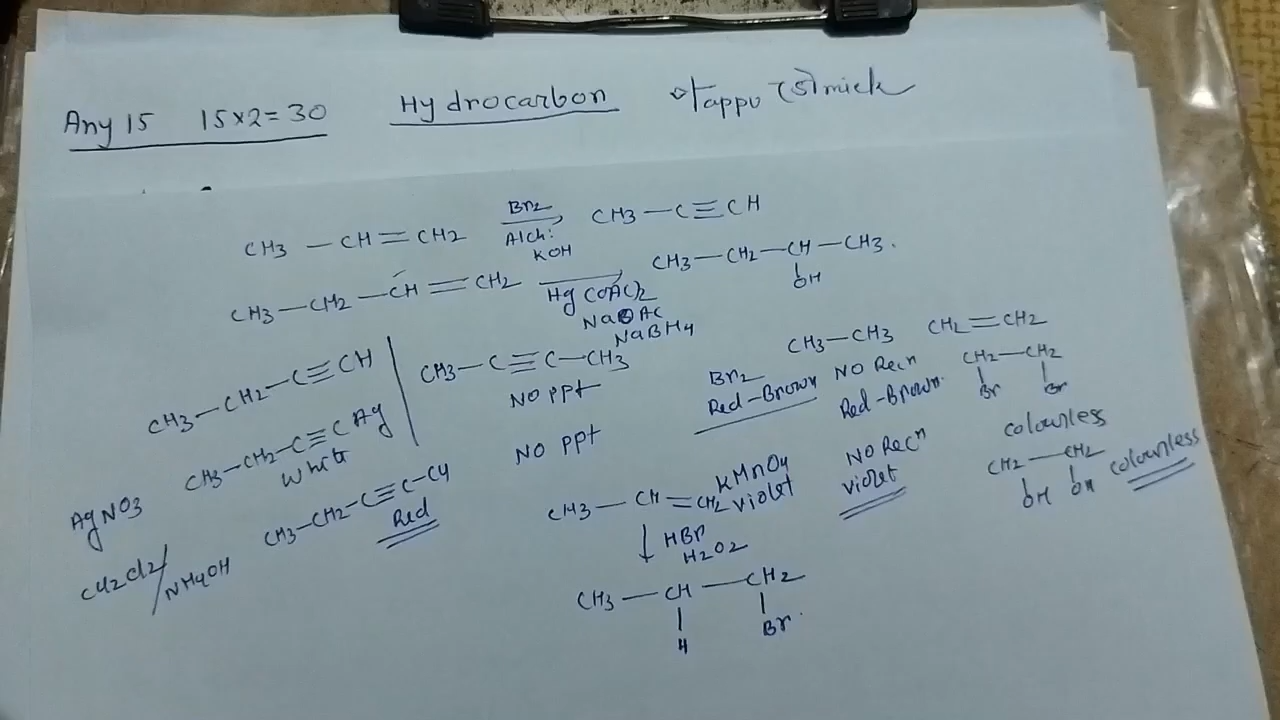 Any 15 15×2=30 Hydrocarbon
CH3 — CH = CH2 Br2 Alch: KOH CH3 — C ≡ CH
CH3 — CH2 — CH = CH2 Hg(OAc)2 NaOAc NaBH4 CH3 — CH2 — CH — CH3.
OH
CH3 — CH2 — C ≡ CH CH3 — C ≡ C — CH3
NO PPt
AgNO3 CH3 — CH2 — C ≡ C Ag
White
NO PPt
Cu2Cl2/NH4OH CH3 — CH2 — C ≡ C — Cu
Red
CH3 — CH3 CH2 = CH2
Br2 NO Recn CH2 — CH2
Red-Brown Red-Brown. Br Br
colourless
KMnO4 NO Recn CH2 — CH2
violet violet OH OH colourless
CH3 — CH = CH2
↓ HBr
H2O2
CH3 — CH — CH2
H Br.